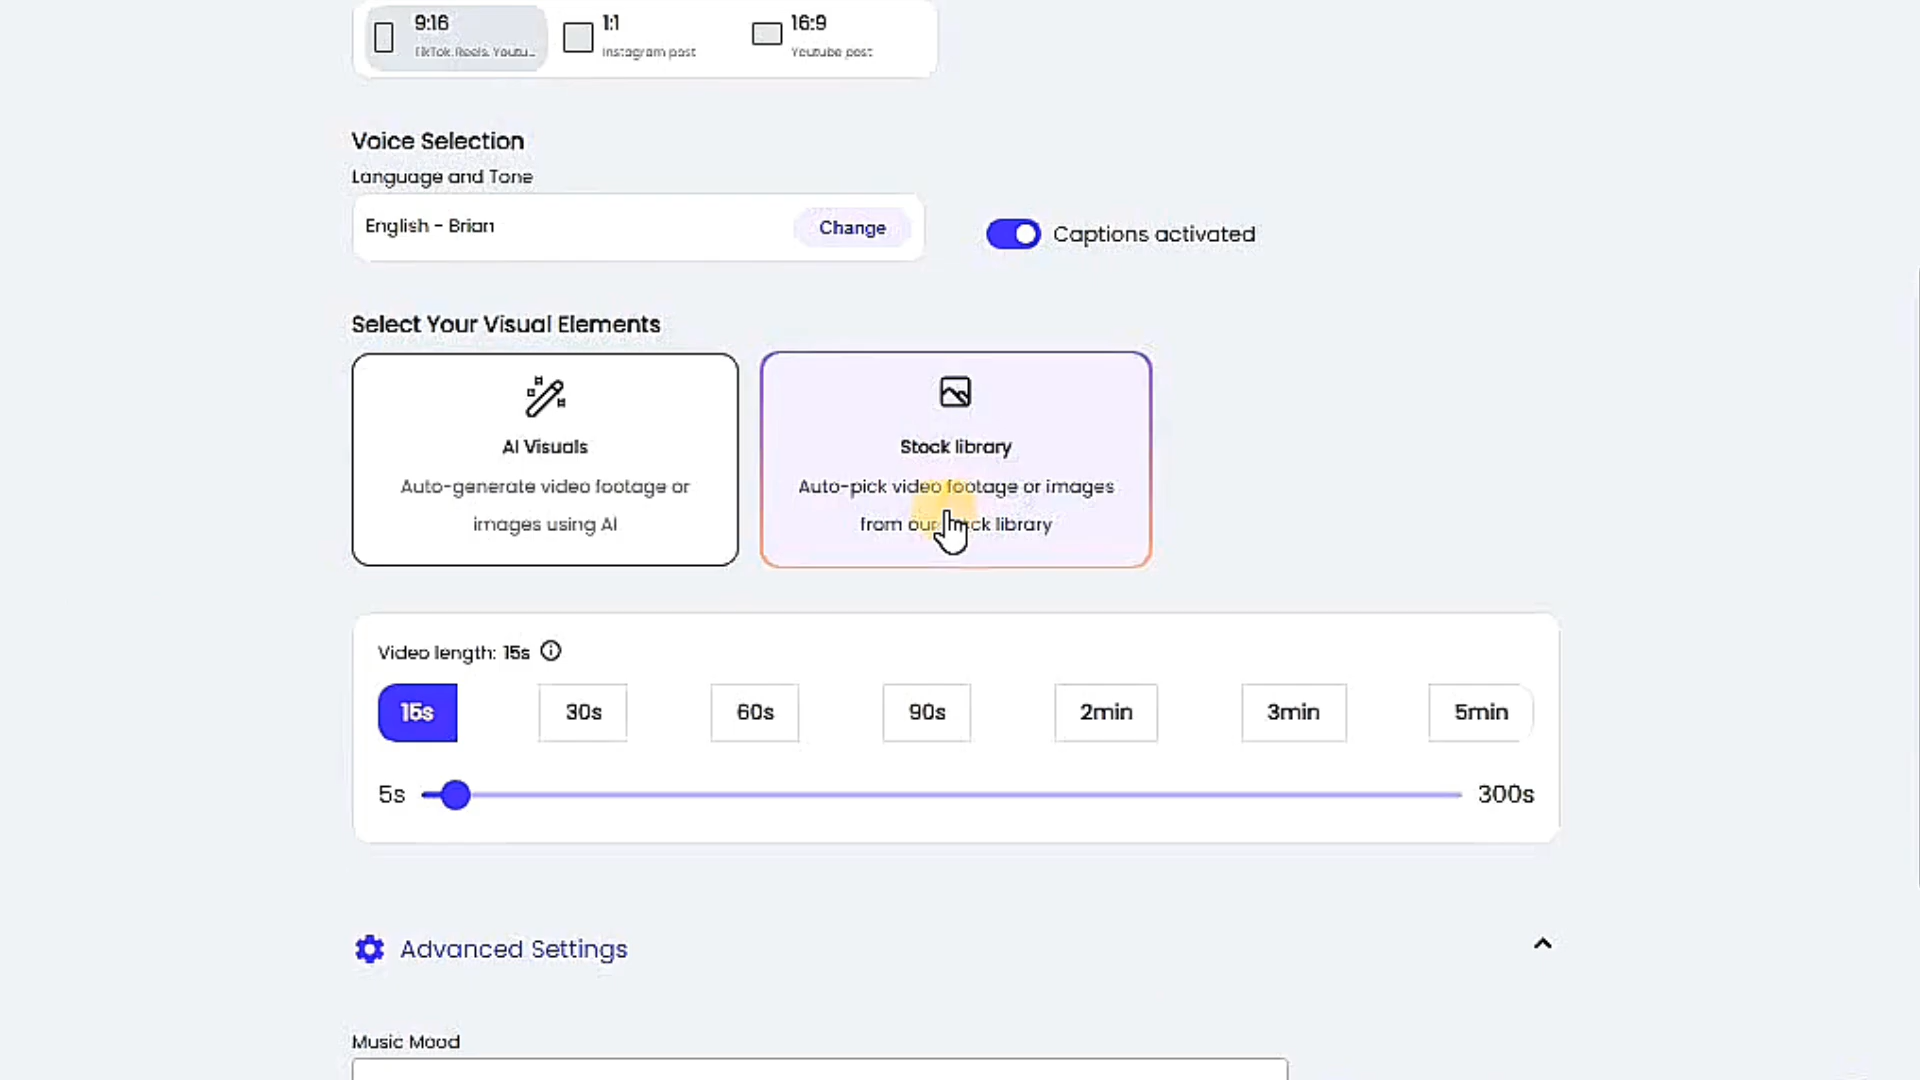 9:16
TikTok. Reels. Youtu...
1:1
Instagram post
16:9
Youtube post
Voice Selection
Language and Tone
English - Brian
Change
Captions activated
Select Your Visual Elements
AI Visuals
Auto-generate video footage or
images using AI
Stock library
Auto-pick video footage or images
from our stock library
Video length: 15s
15s
30s
60s
90s
2min
3min
5min
5s
300s
Advanced Settings
Music Mood